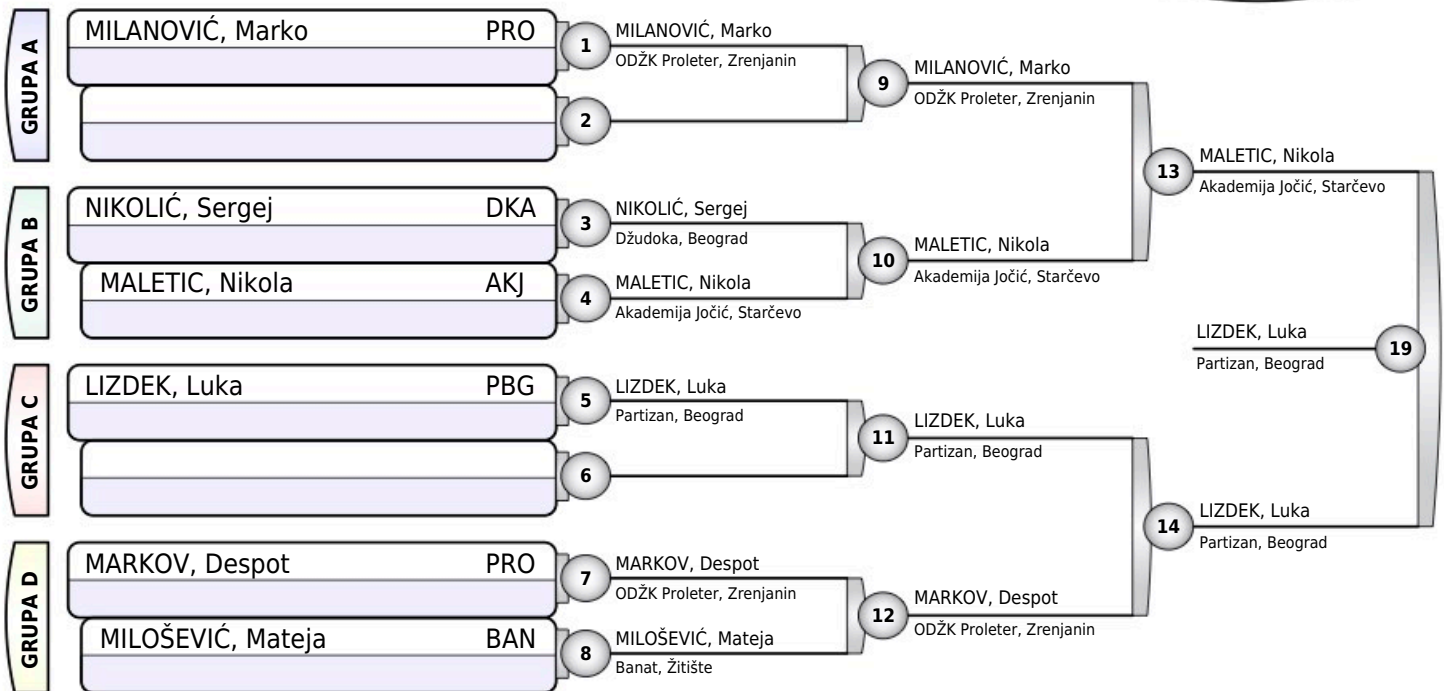 GRUPA A
MILANOVIĆ, Marko PRO
1
MILANOVIĆ, Marko
ODŽK Proleter, Zrenjanin
2
9
MILANOVIĆ, Marko
ODŽK Proleter, Zrenjanin
13
MALETIC, Nikola
Akademija Jočić, Starčevo
GRUPA B
NIKOLIĆ, Sergej DKA
3
NIKOLIĆ, Sergej
Džudoka, Beograd
MALETIC, Nikola AKJ
4
MALETIC, Nikola
Akademija Jočić, Starčevo
10
MALETIC, Nikola
Akademija Jočić, Starčevo
LIZDEK, Luka
Partizan, Beograd
19
GRUPA C
LIZDEK, Luka PBG
5
LIZDEK, Luka
Partizan, Beograd
6
11
LIZDEK, Luka
Partizan, Beograd
14
LIZDEK, Luka
Partizan, Beograd
GRUPA D
MARKOV, Despot PRO
7
MARKOV, Despot
ODŽK Proleter, Zrenjanin
MILOŠEVIĆ, Mateja BAN
8
MILOŠEVIĆ, Mateja
Banat, Žitište
12
MARKOV, Despot
ODŽK Proleter, Zrenjanin